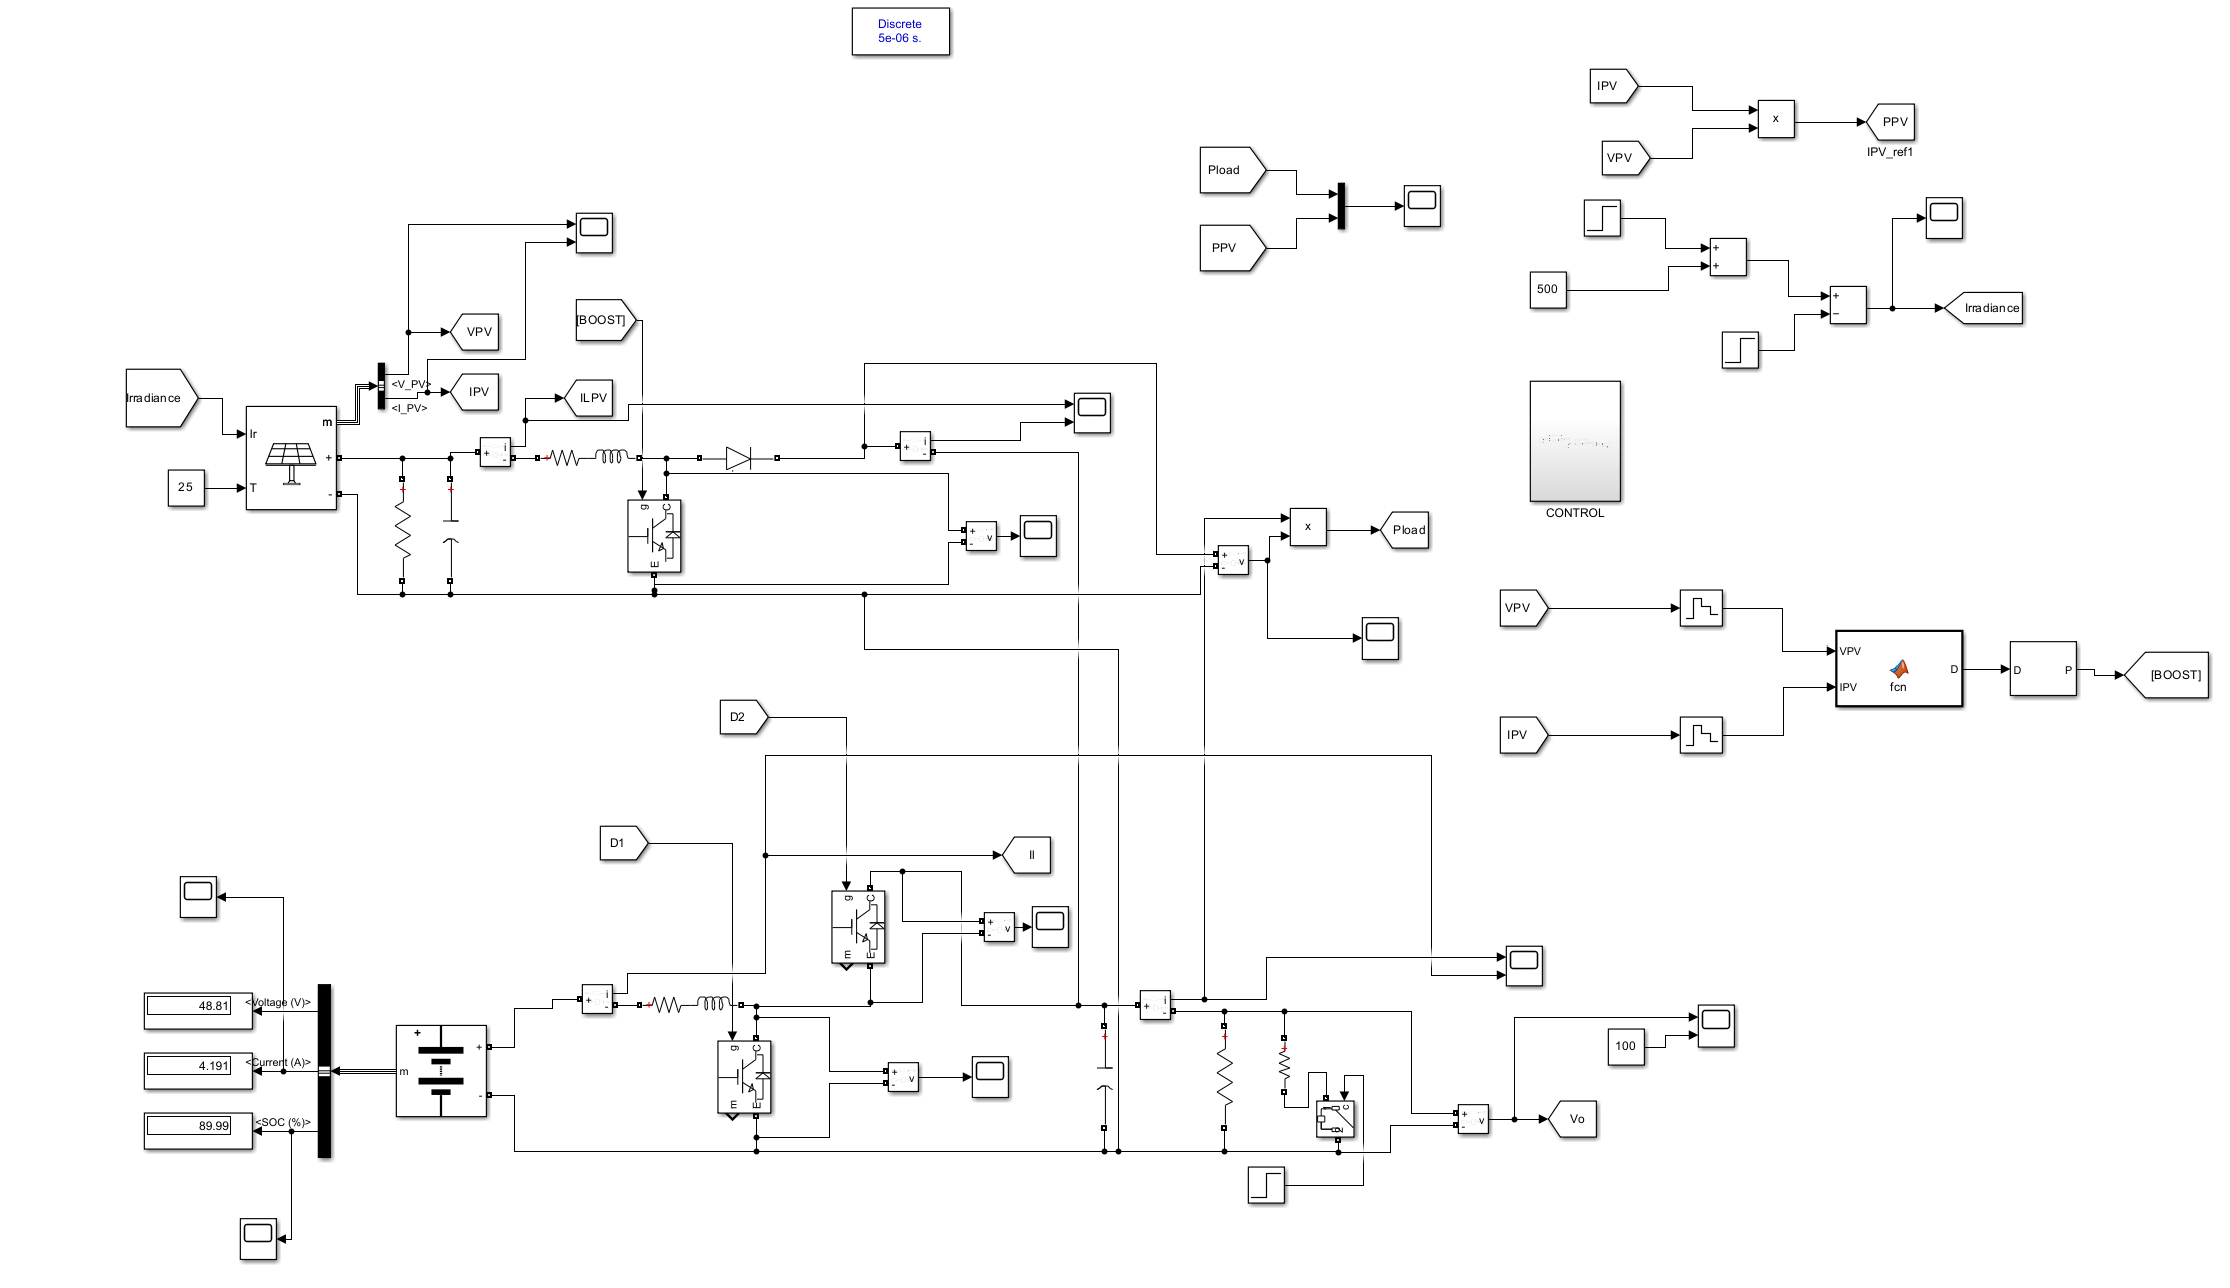 Discrete
5e-06 s.
IPV
VPV
x
PPV
IPV_ref1
Pload
PPV
500
+
+
+
−
Irradiance
[BOOST]
VPV
<V_PV>
IPV
<I_PV>
ILPV
Irradiance
Ir
m
+
T
-
25
+
i
-
+
i
-
g
C
E
+
-
v
+
-
v
x
Pload
CONTROL
VPV
IPV
VPV
IPV
fcn
D
D
P
[BOOST]
D2
D1
Il
g
C
m
E
+
-
v
+
i
-
g
C
m
E
+
-
v
48.81
<Voltage (V)>
4.191
<Current (A)>
89.99
<SOC (%)>
m
+
+
-
+
i
-
1
c
2
+
-
v
100
Vo